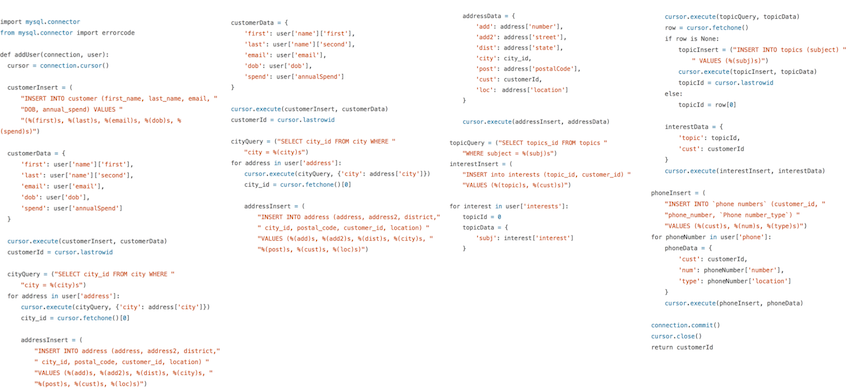 import mysql.connector
from mysql.connector import errorcode
def addUser(connection, user):
cursor = connection.cursor()
customerInsert = (
"INSERT INTO customer (first_name, last_name, email, "
"DOB, annual_spend) VALUES "
"(%(first)s, %(last)s, %(email)s, %(dob)s, %
(spend)s)")
customerData = {
'first': user['name']['first'],
'last': user['name']['second'],
'email': user['email'],
'dob': user['dob'],
'spend': user['annualSpend']
}
cursor.execute(customerInsert, customerData)
customerId = cursor.lastrowid
cityQuery = ("SELECT city_id FROM city WHERE "
"city = %(city)s")
for address in user['address']:
cursor.execute(cityQuery, {'city': address['city']})
city_id = cursor.fetchone()[0]
addressInsert = (
"INSERT INTO address (address, address2, district,"
" city_id, postal_code, customer_id, location) "
"VALUES (%(add)s, %(add2)s, %(dist)s, %(city)s, "
"%(post)s, %(cust)s, %(loc)s)")
customerData = {
'first': user['name']['first'],
'last': user['name']['second'],
'email': user['email'],
'dob': user['dob'],
'spend': user['annualSpend']
}
cursor.execute(customerInsert, customerData)
customerId = cursor.lastrowid
cityQuery = ("SELECT city_id FROM city WHERE "
"city = %(city)s")
for address in user['address']:
cursor.execute(cityQuery, {'city': address['city']})
city_id = cursor.fetchone()[0]
addressInsert = (
"INSERT INTO address (address, address2, district,"
" city_id, postal_code, customer_id, location) "
"VALUES (%(add)s, %(add2)s, %(dist)s, %(city)s, "
"%(post)s, %(cust)s, %(loc)s)")
addressData = {
'add': address['number'],
'add2': address['street'],
'dist': address['state'],
'city': city_id,
'post': address['postalCode'],
'cust': customerId,
'loc': address['location']
}
cursor.execute(addressInsert, addressData)
topicQuery = ("SELECT topics_id FROM topics "
"WHERE subject = %(subj)s")
interestInsert = (
"INSERT into interests (topic_id, customer_id) "
"VALUES (%(topic)s, %(cust)s)")
for interest in user['interests']:
topicId = 0
topicData = {
'subj': interest['interest']
}
cursor.execute(topicQuery, topicData)
row = cursor.fetchone()
if row is None:
topicInsert = ("INSERT INTO topics (subject) "
" VALUES (%(subj)s)")
cursor.execute(topicInsert, topicData)
topicId = cursor.lastrowid
else:
topicId = row[0]
interestData = {
'topic': topicId,
'cust': customerId
}
cursor.execute(interestInsert, interestData)
phoneInsert = (
"INSERT INTO `phone numbers` (customer_id, "
"phone_number, `Phone number_type`) "
"VALUES (%(cust)s, %(num)s, %(type)s)")
for phoneNumber in user['phone']:
phoneData = {
'cust': customerId,
'num': phoneNumber['number'],
'type': phoneNumber['location']
}
cursor.execute(phoneInsert, phoneData)
connection.commit()
cursor.close()
return customerId